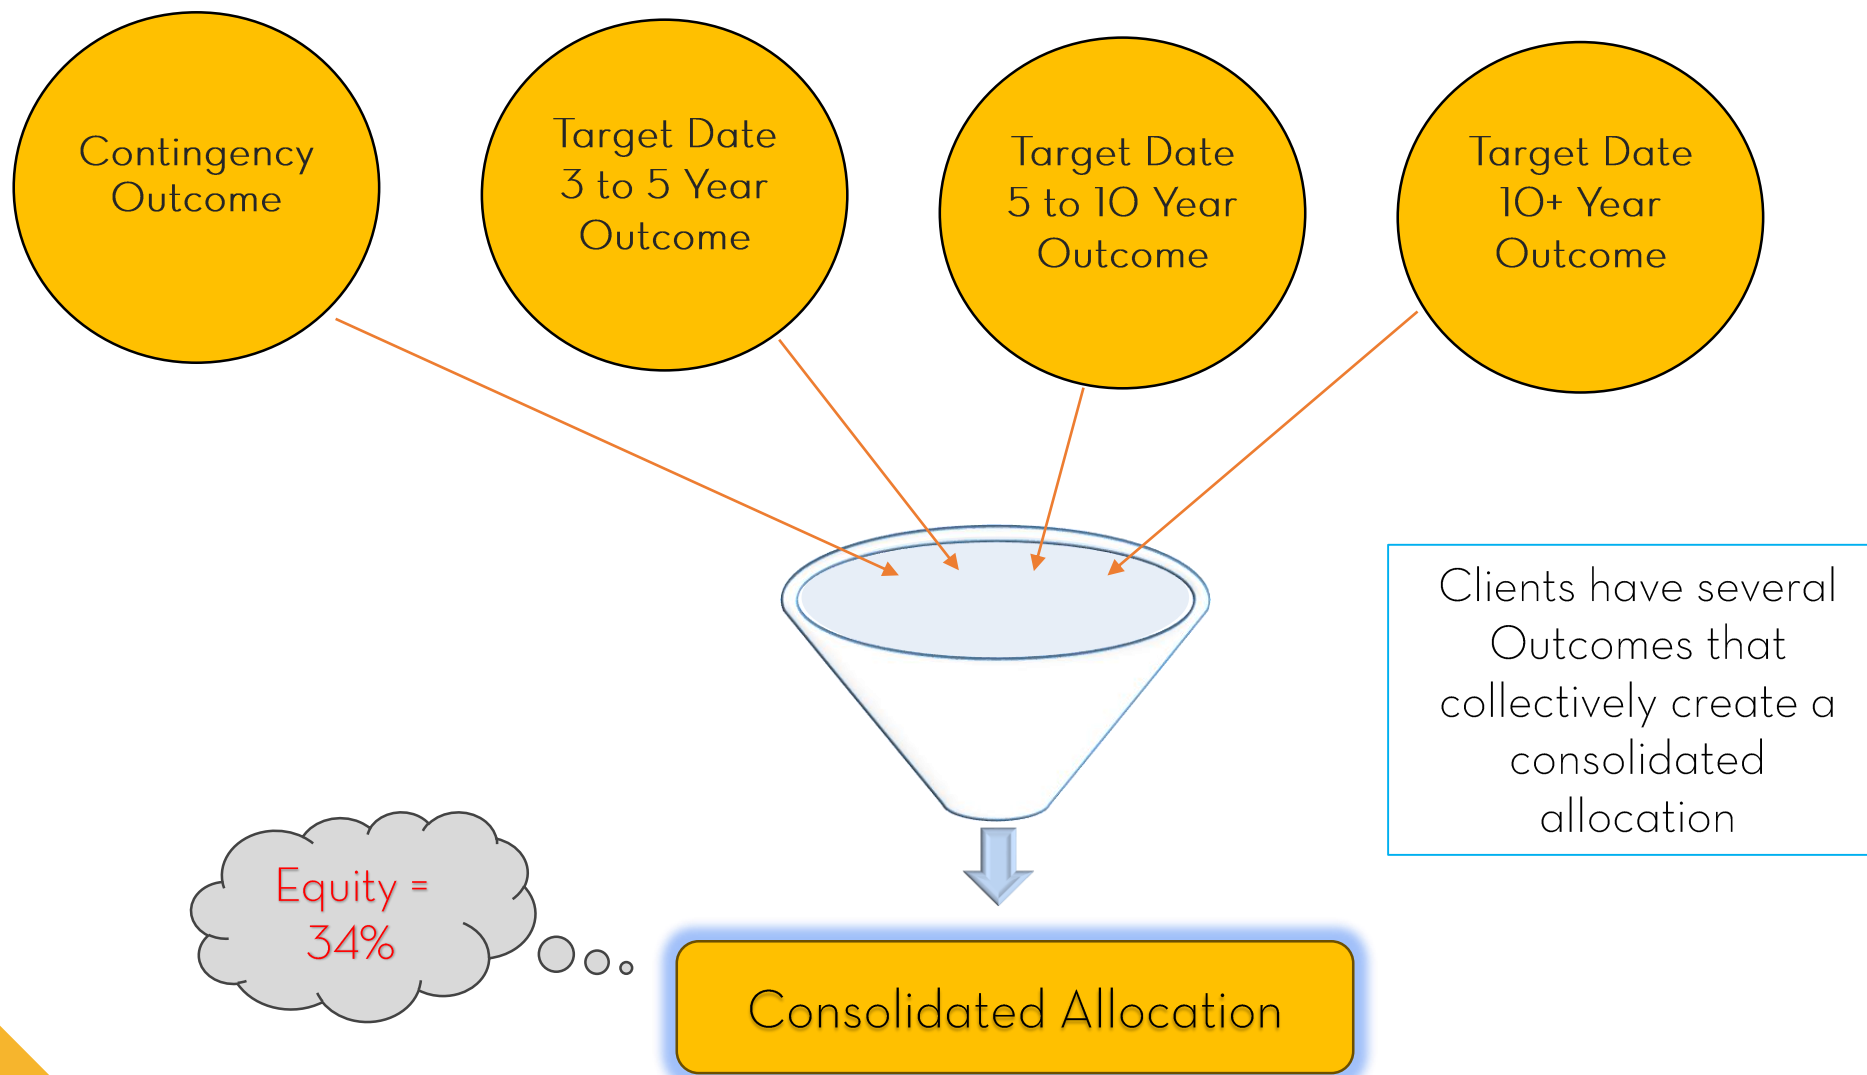 Contingency
Outcome
Target Date
3 to 5 Year
Outcome
Target Date
5 to 10 Year
Outcome
Target Date
10+ Year
Outcome
Clients have several
Outcomes that
collectively create a
consolidated
allocation
Equity =
34%
Consolidated Allocation